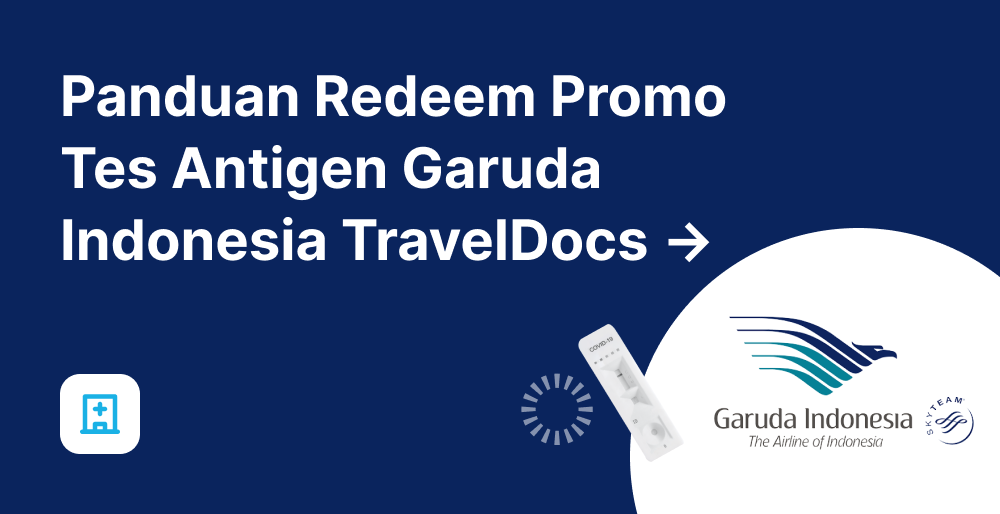 Panduan Redeem Promo
Tes Antigen Garuda
Indonesia TravelDocs →
COVID-19
Garuda Indonesia
The Airline of Indonesia
SKYTEAM